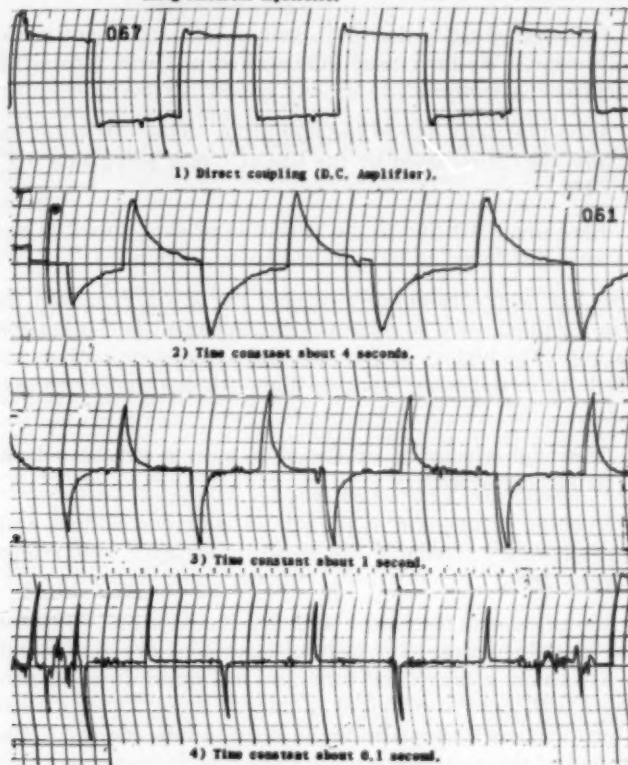 067
1) Direct coupling (D.C. Amplifier).
061
2) Time constant about 4 seconds.
3) Time constant about 1 second.
4) Time constant about 0.1 second.